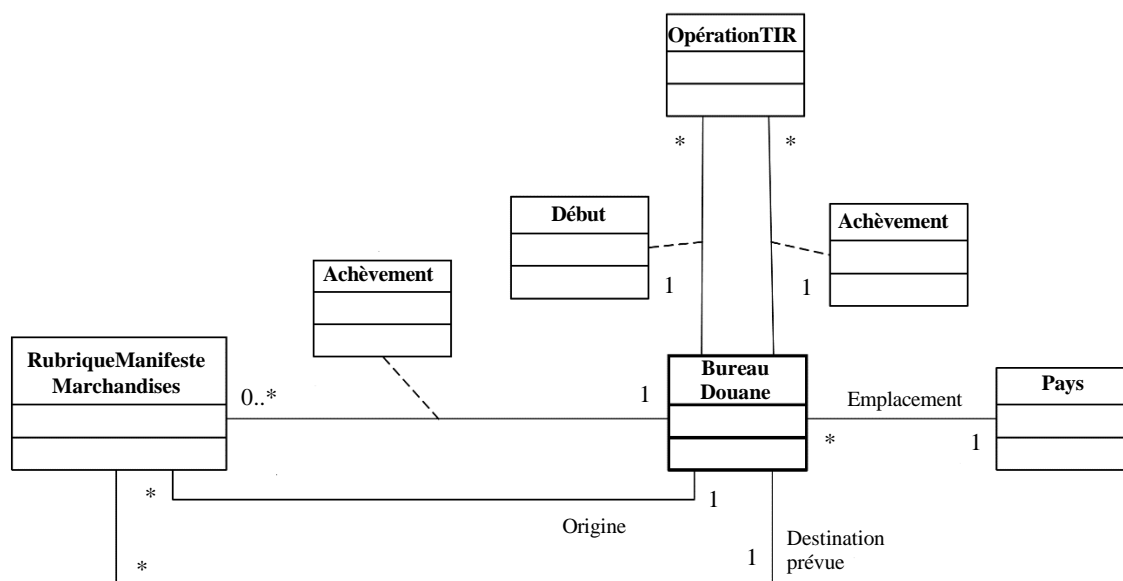 OpérationTIR
*
*
Début
Achèvement
1
1
Achèvement
RubriqueManifeste
Marchandises
0..*
1
Bureau
Douane
Emplacement
*
1
Pays
*
Origine
1
*
1
Destination
prévue